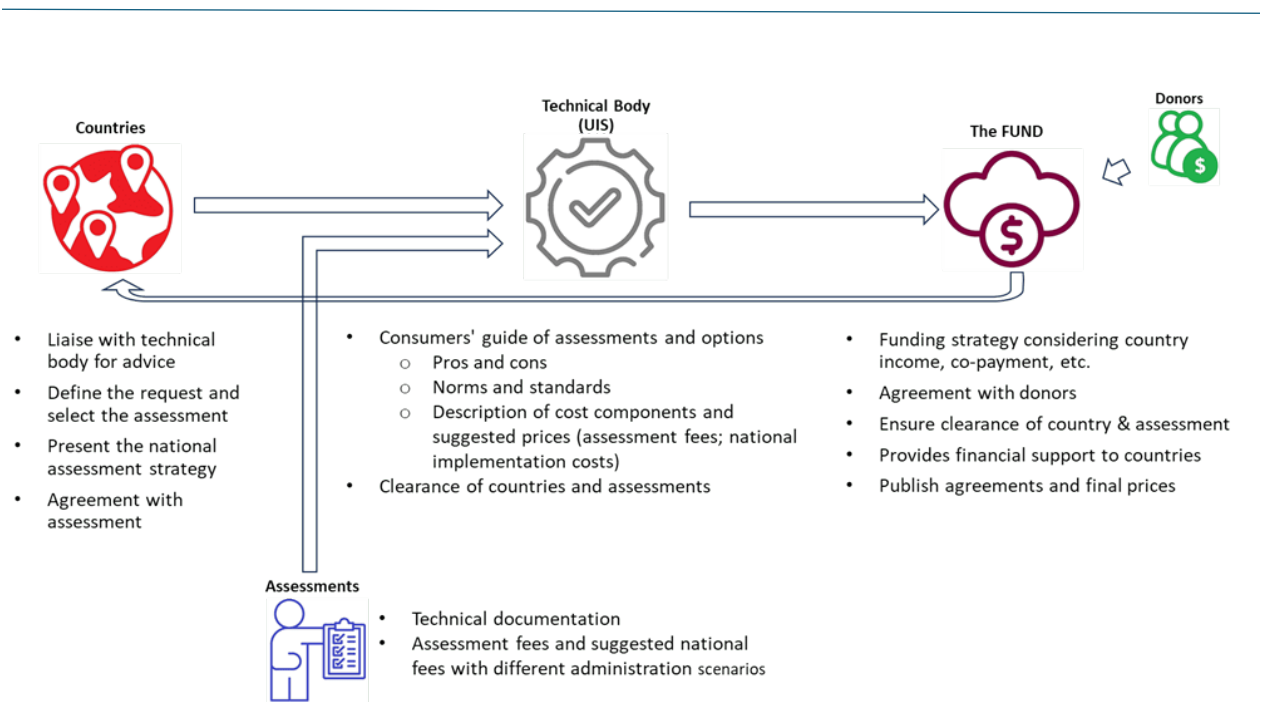 Countries
Technical Body
(UIS)
The FUND
Donors
$
$
• Liaise with technical
body for advice
• Define the request and
select the assessment
• Present the national
assessment strategy
• Agreement with
assessment
• Consumers' guide of assessments and options
o Pros and cons
o Norms and standards
o Description of cost components and
suggested prices (assessment fees; national
implementation costs)
• Clearance of countries and assessments
• Funding strategy considering country
income, co-payment, etc.
• Agreement with donors
• Ensure clearance of country & assessment
• Provides financial support to countries
• Publish agreements and final prices
Assessments
• Technical documentation
• Assessment fees and suggested national
fees with different administration scenarios